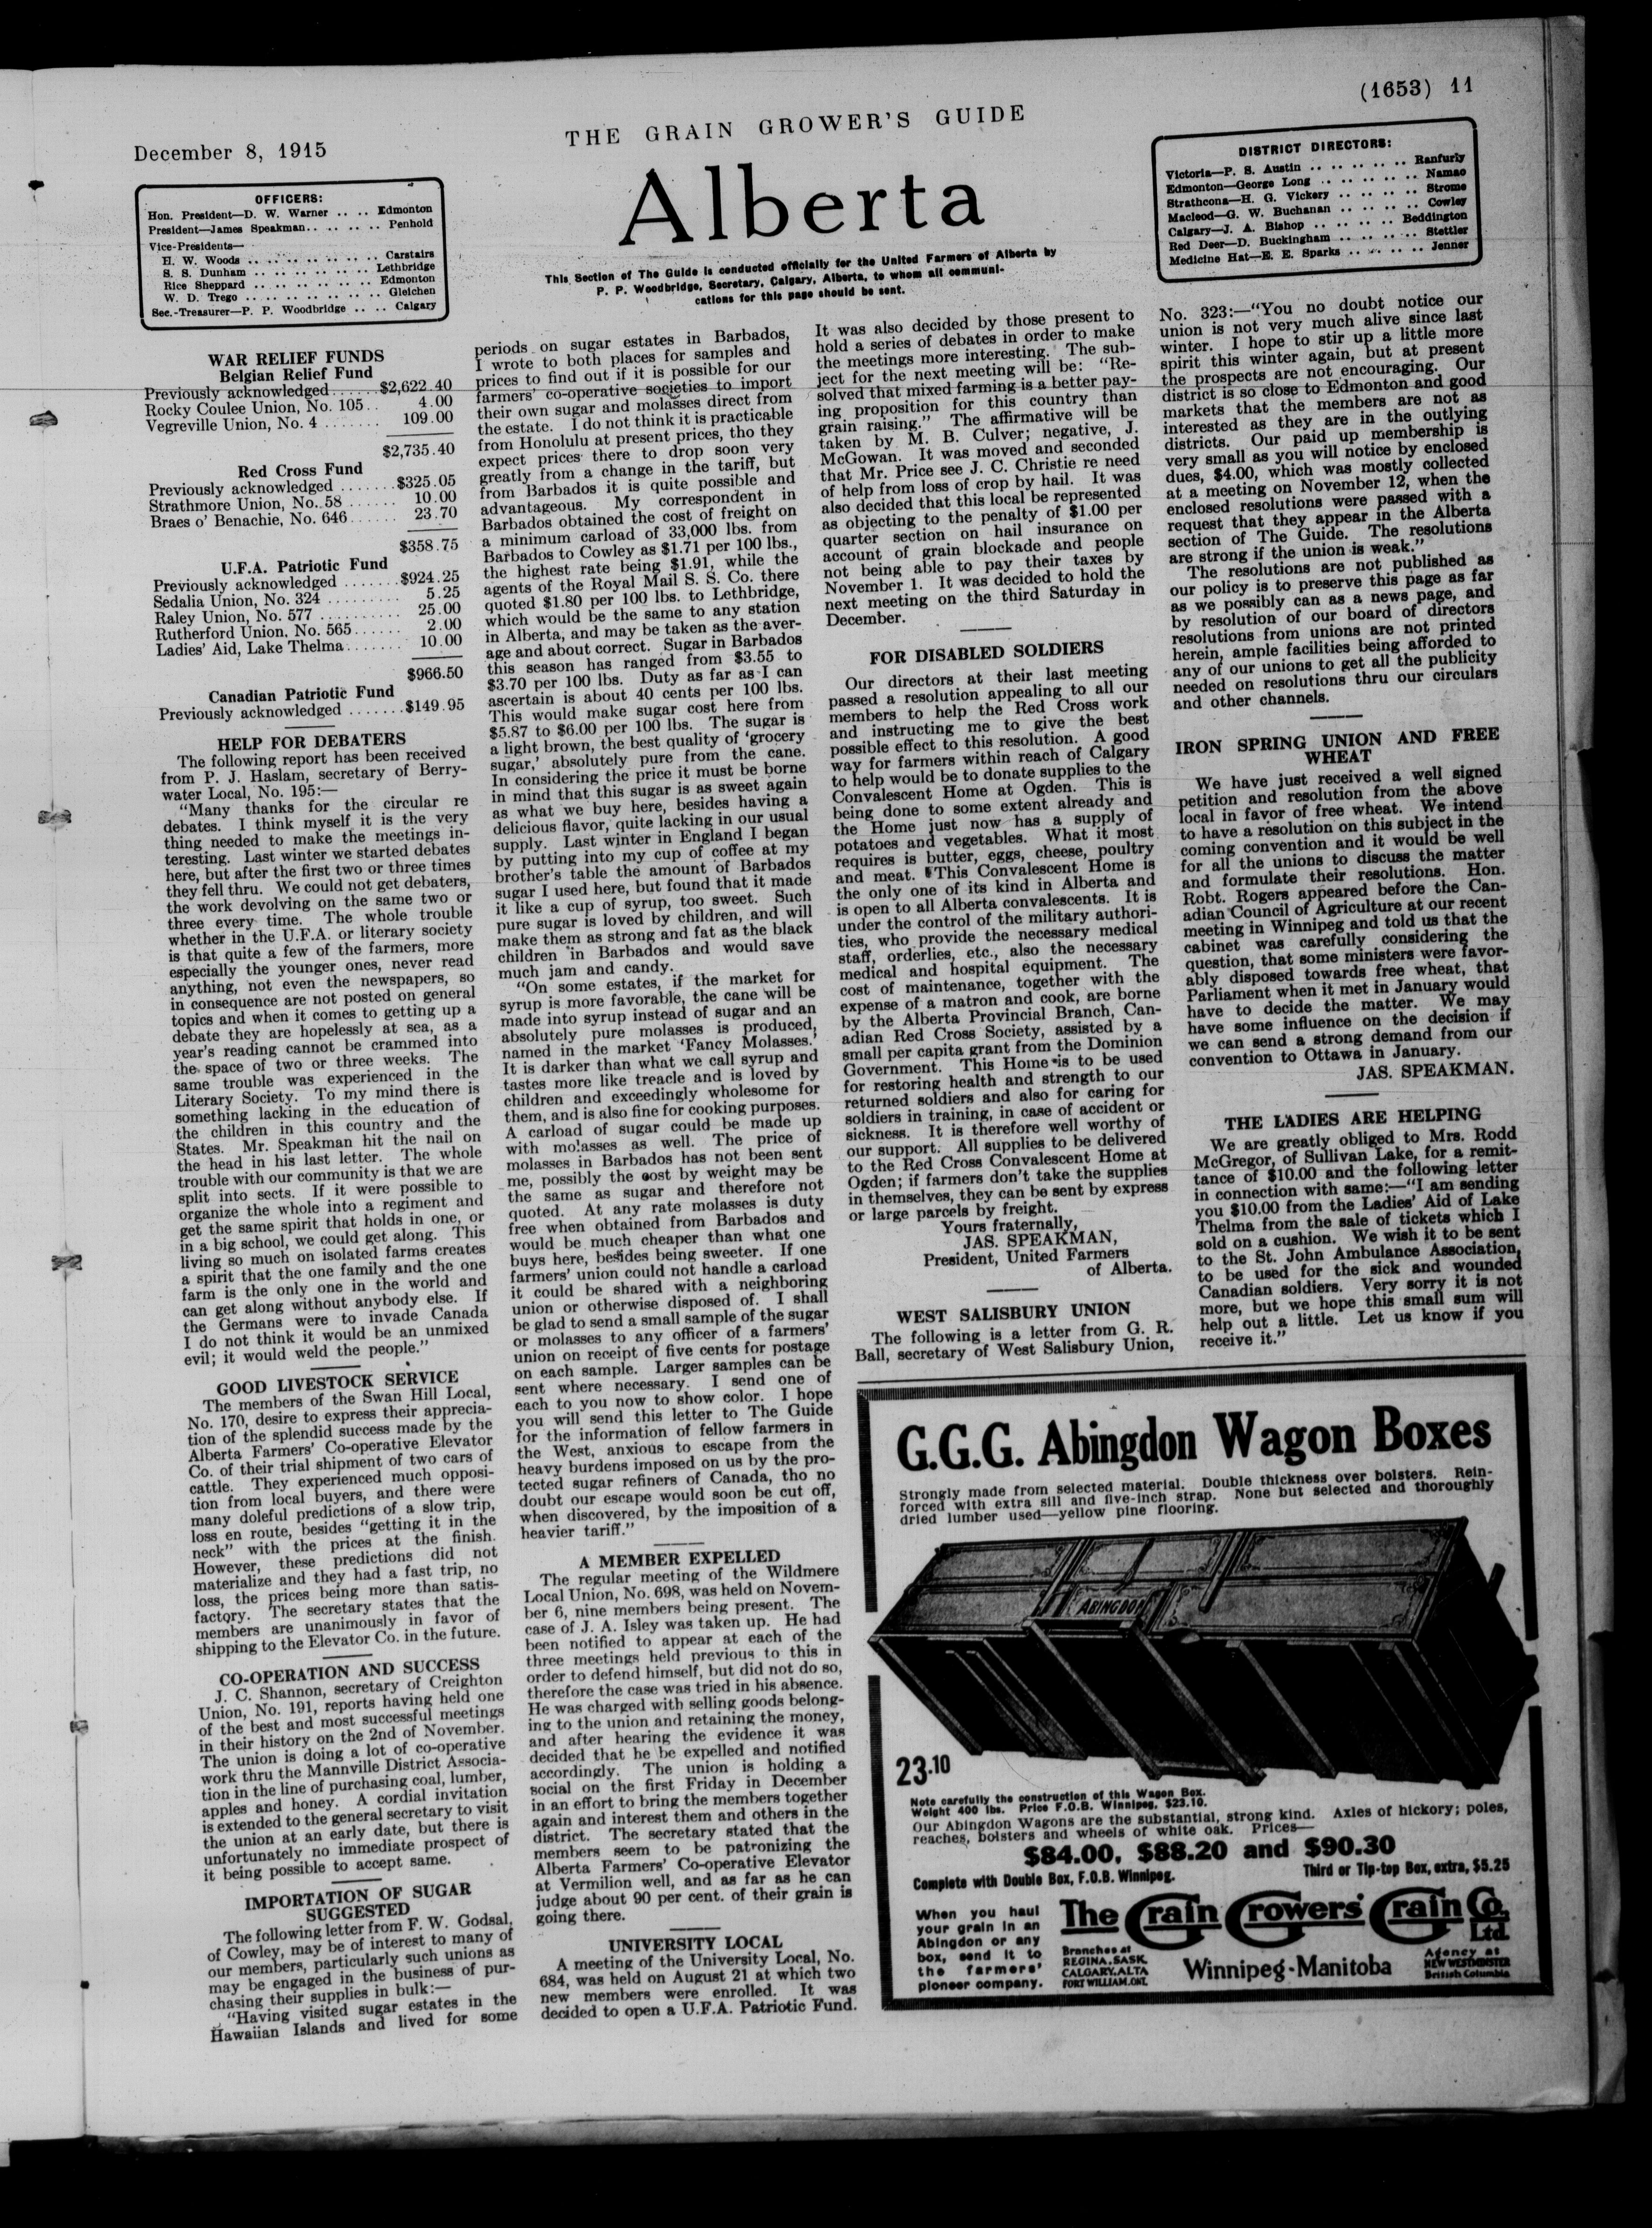 December 8, 1915
THE GRAIN GROWER'S GUIDE
(1653) 11
OFFICERS:
Hon. President—D. W. Warner .. .. Edmonton
President—James Speakman.. .. .. .. Penhold
Vice-Presidents—
H. W. Woods .. .. .. .. .. .. .. .. Carstairs
S. S. Dunham .. .. .. .. .. .. .. Lethbridge
Rice Sheppard .. .. .. .. .. .. .. Edmonton
W. D. Trego .. .. .. .. .. .. .. .. Gleichen
Sec.-Treasurer—P. P. Woodbridge .. .. Calgary
Alberta
This Section of The Guide is conducted officially for the United Farmers of Alberta by
P. P. Woodbridge, Secretary, Calgary, Alberta, to whom all communi-
cations for this page should be sent.
DISTRICT DIRECTORS:
Victoria—P. S. Austin .. .. .. .. .. Ranfurly
Edmonton—George Long .. .. .. .. .. Namao
Strathcona—H. G. Vickery .. .. .. .. Strome
Macleod—G. W. Buchanan .. .. .. .. Cowley
Calgary—J. A. Bishop .. .. .. .. Beddington
Red Deer—D. Buckingham .. .. .. .. Stettler
Medicine Hat—E. E. Sparks .. .. .. Jenner
WAR RELIEF FUNDS
Belgian Relief Fund
Previously acknowledged ...... $2,622.40
Rocky Coulee Union, No. 105.. 4.00
Vegreville Union, No. 4 ....... 109.00
$2,735.40
Red Cross Fund
Previously acknowledged ....... $325.05
Strathmore Union, No. 58 ...... 10.00
Braes o' Benachie, No. 646...... 23.70
$358.75
U.F.A. Patriotic Fund
Previously acknowledged ....... $924.25
Sedalia Union, No. 324 ......... 5.25
Raley Union, No. 577 .......... 25.00
Rutherford Union. No. 565...... 2.00
Ladies' Aid, Lake Thelma....... 10.00
$966.50
Canadian Patriotic Fund
Previously acknowledged ....... $149.95
HELP FOR DEBATERS
The following report has been received
from P. J. Haslam, secretary of Berry-
water Local, No. 195:—
"Many thanks for the circular re
debates. I think myself it is the very
thing needed to make the meetings in-
teresting. Last winter we started debates
here, but after the first two or three times
they fell thru. We could not get debaters,
the work devolving on the same two or
three every time. The whole trouble
whether in the U.F.A. or literary society
is that quite a few of the farmers, more
especially the younger ones, never read
anything, not even the newspapers, so
in consequence are not posted on general
topics and when it comes to getting up a
debate they are hopelessly at sea, as a
year's reading cannot be crammed into
the space of two or three weeks. The
same trouble was experienced in the
Literary Society. To my mind there is
something lacking in the education of
the children in this country and the
States. Mr. Speakman hit the nail on
the head in his last letter. The whole
trouble with our community is that we are
split into sects. If it were possible to
organize the whole into a regiment and
get the same spirit that holds in one, or
in a big school, we could get along. This
living so much on isolated farms creates
a spirit that the one family and the one
farm is the only one in the world and
can get along without anybody else. If
the Germans were to invade Canada
I do not think it would be an unmixed
evil; it would weld the people."
GOOD LIVESTOCK SERVICE
The members of the Swan Hill Local,
No. 170, desire to express their apprecia-
tion of the splendid success made by the
Alberta Farmers' Co-operative Elevator
Co. of their trial shipment of two cars of
cattle. They experienced much opposi-
tion from local buyers, and there were
many doleful predictions of a slow trip,
loss en route, besides "getting it in the
neck" with the prices at the finish.
However, these predictions did not
materialize and they had a fast trip, no
loss, the prices being more than satis-
factory. The secretary states that the
members are unanimously in favor of
shipping to the Elevator Co. in the future.
CO-OPERATION AND SUCCESS
J. C. Shannon, secretary of Creighton
Union, No. 191, reports having held one
of the best and most successful meetings
in their history on the 2nd of November.
The union is doing a lot of co-operative
work thru the Mannville District Associa-
tion in the line of purchasing coal, lumber,
apples and honey. A cordial invitation
is extended to the general secretary to visit
the union at an early date, but there is
unfortunately no immediate prospect of
it being possible to accept same.
IMPORTATION OF SUGAR
SUGGESTED
The following letter from F. W. Godsal,
of Cowley, may be of interest to many of
our members, particularly such unions as
may be engaged in the business of pur-
chasing their supplies in bulk:—
"Having visited sugar estates in the
Hawaiian Islands and lived for some
periods on sugar estates in Barbados,
I wrote to both places for samples and
prices to find out if it is possible for our
farmers' co-operative societies to import
their own sugar and molasses direct from
the estate. I do not think it is practicable
from Honolulu at present prices, tho they
expect prices there to drop soon very
greatly from a change in the tariff, but
from Barbados it is quite possible and
advantageous. My correspondent in
Barbados obtained the cost of freight on
a minimum carload of 33,000 lbs. from
Barbados to Cowley as $1.71 per 100 lbs.,
the highest rate being $1.91, while the
agents of the Royal Mail S. S. Co. there
quoted $1.80 per 100 lbs. to Lethbridge,
which would be the same to any station
in Alberta, and may be taken as the aver-
age and about correct. Sugar in Barbados
this season has ranged from $3.55 to
$3.70 per 100 lbs. Duty as far as I can
ascertain is about 40 cents per 100 lbs.
This would make sugar cost here from
$5.87 to $6.00 per 100 lbs. The sugar is
a light brown, the best quality of 'grocery
sugar,' absolutely pure from the cane.
In considering the price it must be borne
in mind that this sugar is as sweet again
as what we buy here, besides having a
delicious flavor, quite lacking in our usual
supply. Last winter in England I began
by putting into my cup of coffee at my
brother's table the amount of Barbados
sugar I used here, but found that it made
it like a cup of syrup, too sweet. Such
pure sugar is loved by children, and will
make them as strong and fat as the black
children in Barbados and would save
much jam and candy.
"On some estates, if the market for
syrup is more favorable, the cane will be
made into syrup instead of sugar and an
absolutely pure molasses is produced,
named in the market 'Fancy Molasses.'
It is darker than what we call syrup and
tastes more like treacle and is loved by
children and exceedingly wholesome for
them, and is also fine for cooking purposes.
A carload of sugar could be made up
with molasses as well. The price of
molasses in Barbados has not been sent
me, possibly the cost by weight may be
the same as sugar and therefore not
quoted. At any rate molasses is duty
free when obtained from Barbados and
would be much cheaper than what one
buys here, besides being sweeter. If one
farmers' union could not handle a carload
it could be shared with a neighboring
union or otherwise disposed of. I shall
be glad to send a small sample of the sugar
or molasses to any officer of a farmers'
union on receipt of five cents for postage
on each sample. Larger samples can be
sent where necessary. I send one of
each to you now to show color. I hope
you will send this letter to The Guide
for the information of fellow farmers in
the West, anxious to escape from the
heavy burdens imposed on us by the pro-
tected sugar refiners of Canada, tho no
doubt our escape would soon be cut off,
when discovered, by the imposition of a
heavier tariff."
A MEMBER EXPELLED
The regular meeting of the Wildmere
Local Union, No. 698, was held on Novem-
ber 6, nine members being present. The
case of J. A. Isley was taken up. He had
been notified to appear at each of the
three meetings held previous to this in
order to defend himself, but did not do so,
therefore the case was tried in his absence.
He was charged with selling goods belong-
ing to the union and retaining the money,
and after hearing the evidence it was
decided that he be expelled and notified
accordingly. The union is holding a
social on the first Friday in December
in an effort to bring the members together
again and interest them and others in the
district. The secretary stated that the
members seem to be patronizing the
Alberta Farmers' Co-operative Elevator
at Vermilion well, and as far as he can
judge about 90 per cent. of their grain is
going there.
UNIVERSITY LOCAL
A meeting of the University Local, No.
684, was held on August 21 at which two
new members were enrolled. It was
decided to open a U.F.A. Patriotic Fund.
It was also decided by those present to
hold a series of debates in order to make
the meetings more interesting. The sub-
ject for the next meeting will be: "Re-
solved that mixed farming is a better pay-
ing proposition for this country than
grain raising." The affirmative will be
taken by M. B. Culver; negative, J.
McGowan. It was moved and seconded
that Mr. Price see J. C. Christie re need
of help from loss of crop by hail. It was
also decided that this local be represented
as objecting to the penalty of $1.00 per
quarter section on hail insurance on
account of grain blockade and people
not being able to pay their taxes by
November 1. It was decided to hold the
next meeting on the third Saturday in
December.
FOR DISABLED SOLDIERS
Our directors at their last meeting
passed a resolution appealing to all our
members to help the Red Cross work
and instructing me to give the best
possible effect to this resolution. A good
way for farmers within reach of Calgary
to help would be to donate supplies to the
Convalescent Home at Ogden. This is
being done to some extent already and
the Home just now has a supply of
potatoes and vegetables. What it most
requires is butter, eggs, cheese, poultry
and meat. This Convalescent Home is
the only one of its kind in Alberta and
is open to all Alberta convalescents. It is
under the control of the military authori-
ties, who provide the necessary medical
staff, orderlies, etc., also the necessary
medical and hospital equipment. The
cost of maintenance, together with the
expense of a matron and cook, are borne
by the Alberta Provincial Branch, Can-
adian Red Cross Society, assisted by a
small per capita grant from the Dominion
Government. This Home is to be used
for restoring health and strength to our
returned soldiers and also for caring for
soldiers in training, in case of accident or
sickness. It is therefore well worthy of
our support. All supplies to be delivered
to the Red Cross Convalescent Home at
Ogden; if farmers don't take the supplies
in themselves, they can be sent by express
or large parcels by freight.
Yours fraternally,
JAS. SPEAKMAN,
President, United Farmers
of Alberta.
WEST SALISBURY UNION
The following is a letter from G. R.
Ball, secretary of West Salisbury Union,
No. 323:—"You no doubt notice our
union is not very much alive since last
winter. I hope to stir up a little more
spirit this winter again, but at present
the prospects are not encouraging. Our
district is so close to Edmonton and good
markets that the members are not as
interested as they are in the outlying
districts. Our paid up membership is
very small as you will notice by enclosed
dues, $4.00, which was mostly collected
at a meeting on November 12, when the
enclosed resolutions were passed with a
request that they appear in the Alberta
section of The Guide. The resolutions
are strong if the union is weak."
The resolutions are not published as
our policy is to preserve this page as far
as we possibly can as a news page, and
by resolution of our board of directors
resolutions from unions are not printed
herein, ample facilities being afforded to
any of our unions to get all the publicity
needed on resolutions thru our circulars
and other channels.
IRON SPRING UNION AND FREE
WHEAT
We have just received a well signed
petition and resolution from the above
local in favor of free wheat. We intend
to have a resolution on this subject in the
coming convention and it would be well
for all the unions to discuss the matter
and formulate their resolutions. Hon.
Robt. Rogers appeared before the Can-
adian Council of Agriculture at our recent
meeting in Winnipeg and told us that the
cabinet was carefully considering the
question, that some ministers were favor-
ably disposed towards free wheat, that
Parliament when it met in January would
have to decide the matter. We may
have some influence on the decision if
we can send a strong demand from our
convention to Ottawa in January.
JAS. SPEAKMAN.
THE LADIES ARE HELPING
We are greatly obliged to Mrs. Rodd
McGregor, of Sullivan Lake, for a remit-
tance of $10.00 and the following letter
in connection with same:—"I am sending
you $10.00 from the Ladies' Aid of Lake
Thelma from the sale of tickets which I
sold on a cushion. We wish it to be sent
to the St. John Ambulance Association,
to be used for the sick and wounded
Canadian soldiers. Very sorry it is not
more, but we hope this small sum will
help out a little. Let us know if you
receive it."
G.G.G. Abingdon Wagon Boxes
Strongly made from selected material. Double thickness over bolsters. Rein-
forced with extra sill and five-inch strap. None but selected and thoroughly
dried lumber used—yellow pine flooring.
ABINGDON
23.10
Note carefully the construction of this Wagon Box.
Weight 400 lbs. Price F.O.B. Winnipeg, $23.10.
Our Abingdon Wagons are the substantial, strong kind. Axles of hickory; poles,
reaches, bolsters and wheels of white oak. Prices—
$84.00, $88.20 and $90.30
Complete with Double Box, F.O.B. Winnipeg.
Third or Tip-top Box, extra, $5.25
When you haul
your grain in an
Abingdon or any
box, send it to
the farmers'
pioneer company.
The Grain Growers' Grain Co. Ltd.
Branches at
REGINA, SASK.
CALGARY, ALTA
FORT WILLIAM, ONT.
Winnipeg-Manitoba
Agency at
NEW WESTMINSTER
British Columbia